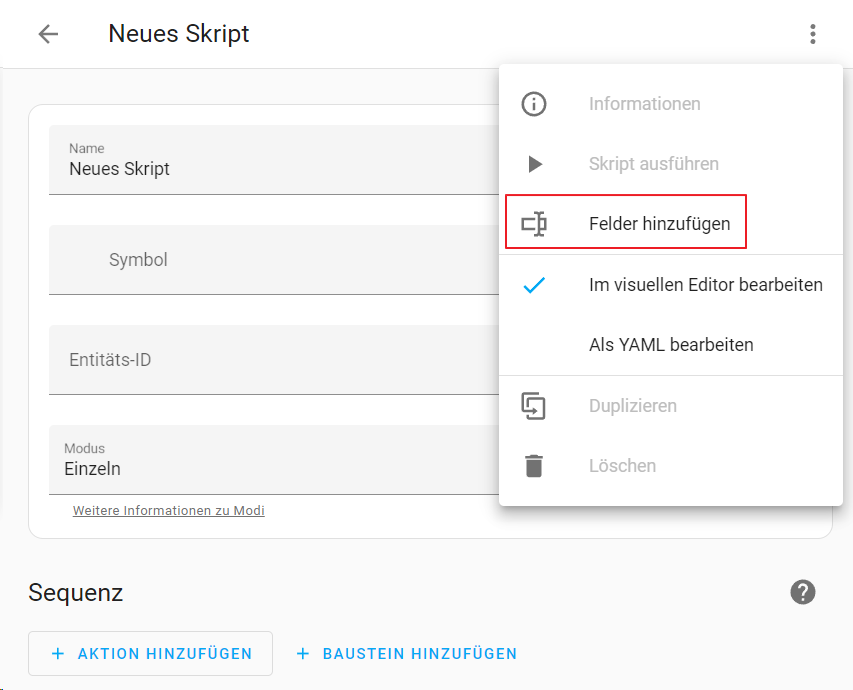 Neues Skript
Informationen
Name
Neues Skript
Skript ausführen
Felder hinzufügen
Symbol
Im visuellen Editor bearbeiten
Entitäts-ID
Als YAML bearbeiten
Duplizieren
Modus
Einzeln
Löschen
Weitere Informationen zu Modi
Sequenz
+ AKTION HINZUFÜGEN
+ BAUSTEIN HINZUFÜGEN